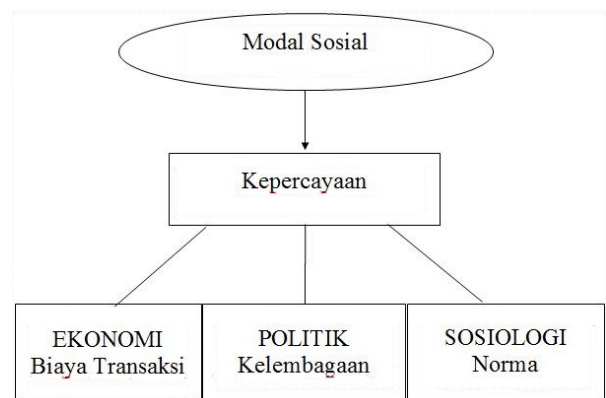 Modal Sosial
Kepercayaan
EKONOMI
Biaya Transaksi
POLITIK
Kelembagaan
SOSIOLOGI
Norma